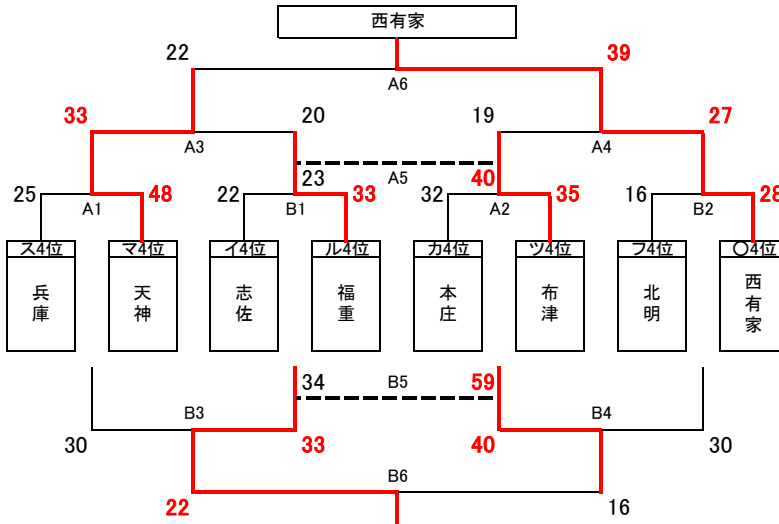 西有家
22 39
A6
33 20 19 27
A3 A4
A5
25 48 22 23 33 32 40 35 16 28
A1 B1 A2 B2
ス4位 マ4位 イ4位 ル4位 カ4位 ツ4位 フ4位 〇4位
兵庫 天神 志佐 福重 本庄 布津 北明 西有家
34 B5 59
B3 B4
30 33 40 30
B6
22 16